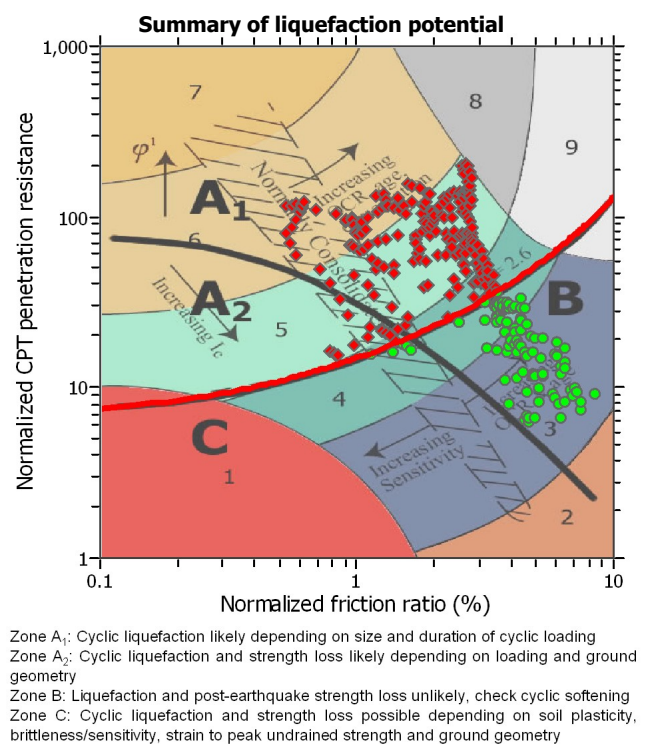 Summary of liquefaction potential
Normalized CPT penetration resistance
1,000
100
10
1
7
8
9
φ¹
A₁
Normally Consolid
Increasing
6
A₂
Increasing Ic
5
2.6
B
4
C
1
Increasing
Sensitivity
3
2
0.1
1
10
Normalized friction ratio (%)
Zone A₁: Cyclic liquefaction likely depending on size and duration of cyclic loading
Zone A₂: Cyclic liquefaction and strength loss likely depending on loading and ground
geometry
Zone B: Liquefaction and post-earthquake strength loss unlikely, check cyclic softening
Zone C: Cyclic liquefaction and strength loss possible depending on soil plasticity,
brittleness/sensitivity, strain to peak undrained strength and ground geometry